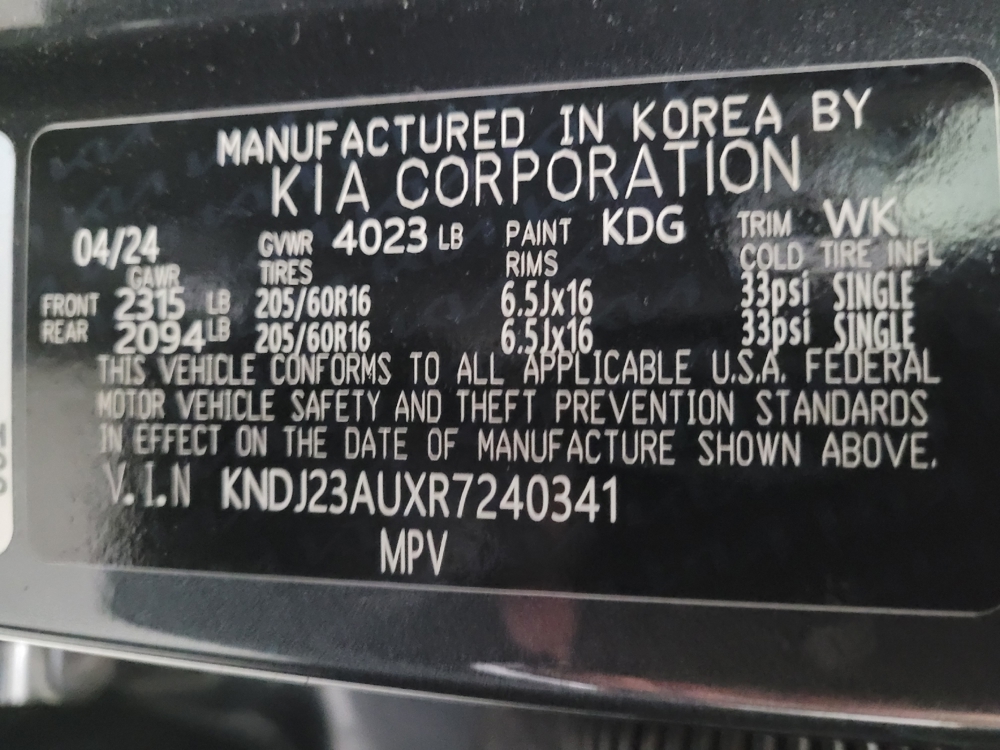 MANUFACTURED IN KOREA BY
KIA CORPORATION
04/24 GVWR 4023 LB PAINT KDG TRIM WK
GAWR TIRES RIMS COLD TIRE INFL
FRONT 2315 LB 205/60R16 6.5Jx16 33psi SINGLE
REAR 2094 LB 205/60R16 6.5Jx16 33psi SINGLE
THIS VEHICLE CONFORMS TO ALL APPLICABLE U.S.A. FEDERAL
MOTOR VEHICLE SAFETY AND THEFT PREVENTION STANDARDS
IN EFFECT ON THE DATE OF MANUFACTURE SHOWN ABOVE.
V.I.N KNDJ23AUXR7240341
MPV